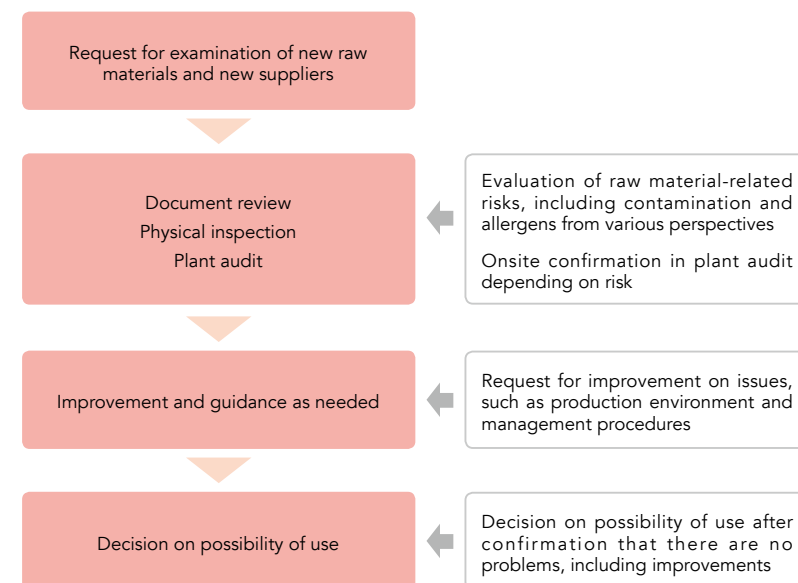 Request for examination of new raw
materials and new suppliers
Document review
Physical inspection
Plant audit
Evaluation of raw material-related
risks, including contamination and
allergens from various perspectives
Onsite confirmation in plant audit
depending on risk
Improvement and guidance as needed
Request for improvement on issues,
such as production environment and
management procedures
Decision on possibility of use
Decision on possibility of use after
confirmation that there are no
problems, including improvements